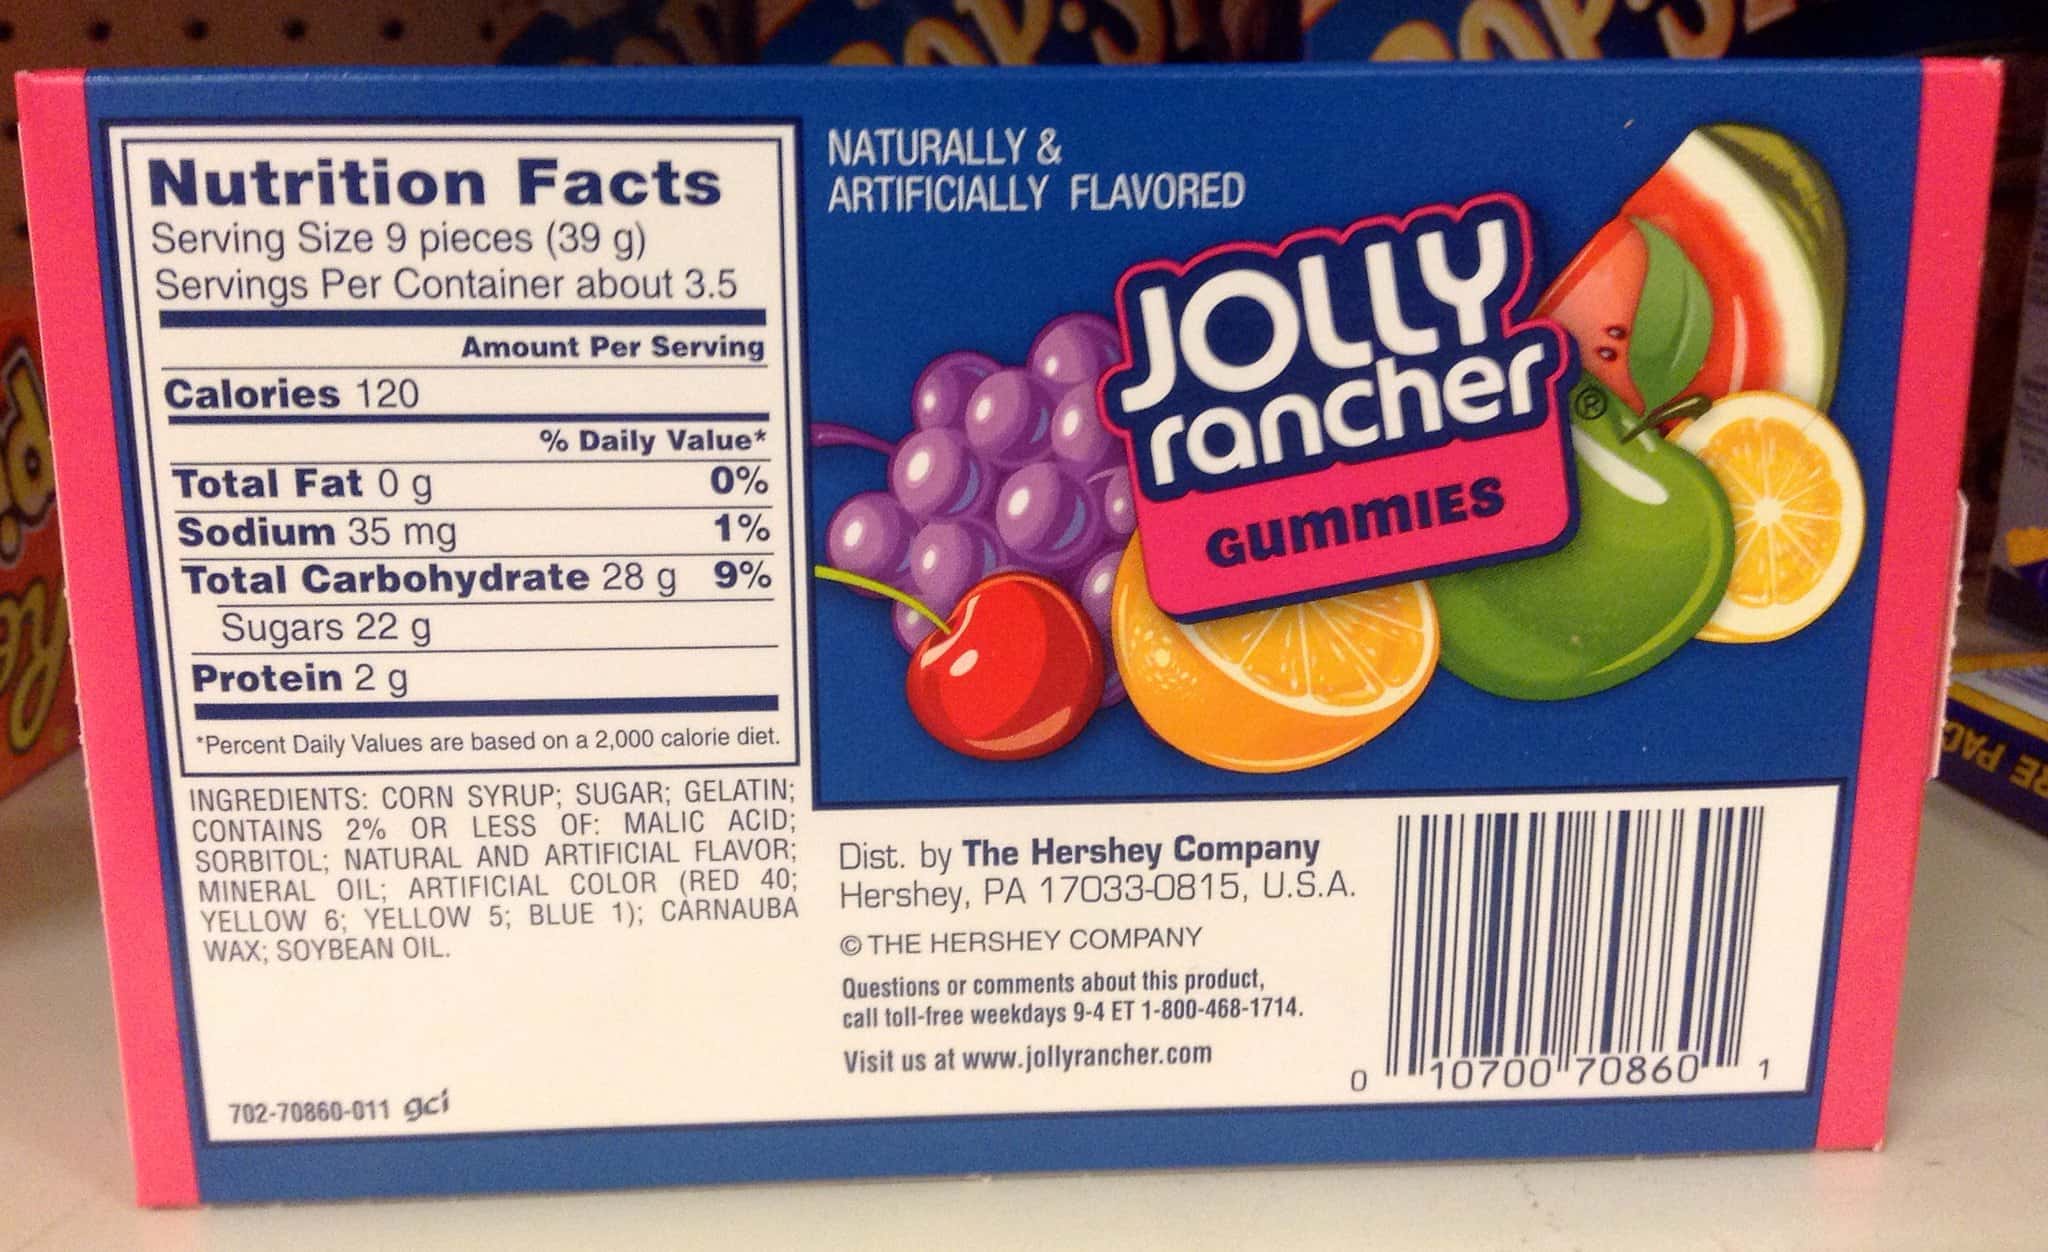 Nutrition Facts
Serving Size 9 pieces (39 g)
Servings Per Container about 3.5
Amount Per Serving
Calories 120
% Daily Value*
Total Fat 0 g 0%
Sodium 35 mg 1%
Total Carbohydrate 28 g 9%
Sugars 22 g
Protein 2 g
*Percent Daily Values are based on a 2,000 calorie diet.
INGREDIENTS: CORN SYRUP; SUGAR; GELATIN;
CONTAINS 2% OR LESS OF: MALIC ACID;
SORBITOL; NATURAL AND ARTIFICIAL FLAVOR;
MINERAL OIL; ARTIFICIAL COLOR (RED 40;
YELLOW 6; YELLOW 5; BLUE 1); CARNAUBA
WAX; SOYBEAN OIL.
702-70860-011 gci
NATURALLY &
ARTIFICIALLY FLAVORED
JOLLY
rancher®
GUMMIES
Dist. by The Hershey Company
Hershey, PA 17033-0815, U.S.A.
© THE HERSHEY COMPANY
Questions or comments about this product,
call toll-free weekdays 9-4 ET 1-800-468-1714.
Visit us at www.jollyrancher.com
0 10700 70860 1